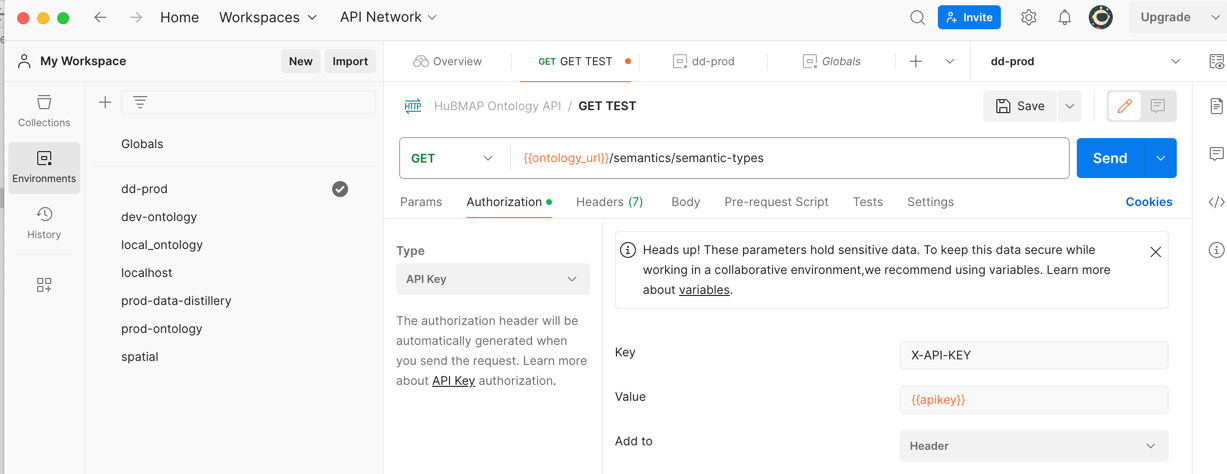 Home Workspaces API Network Invite Upgrade
My Workspace New Import
Overview GET GET TEST dd-prod Globals dd-prod
Collections
Environments
History
Globals
dd-prod
dev-ontology
local_ontology
localhost
prod-data-distillery
prod-ontology
spatial
HTTP HuBMAP Ontology API / GET TEST Save
GET {{ontology_url}}/semantics/semantic-types Send
Params Authorization Headers (7) Body Pre-request Script Tests Settings Cookies
Type
API Key
The authorization header will be
automatically generated when
you send the request. Learn more
about API Key authorization.
Heads up! These parameters hold sensitive data. To keep this data secure while
working in a collaborative environment,we recommend using variables. Learn more
about variables.
Key X-API-KEY
Value {{apikey}}
Add to Header